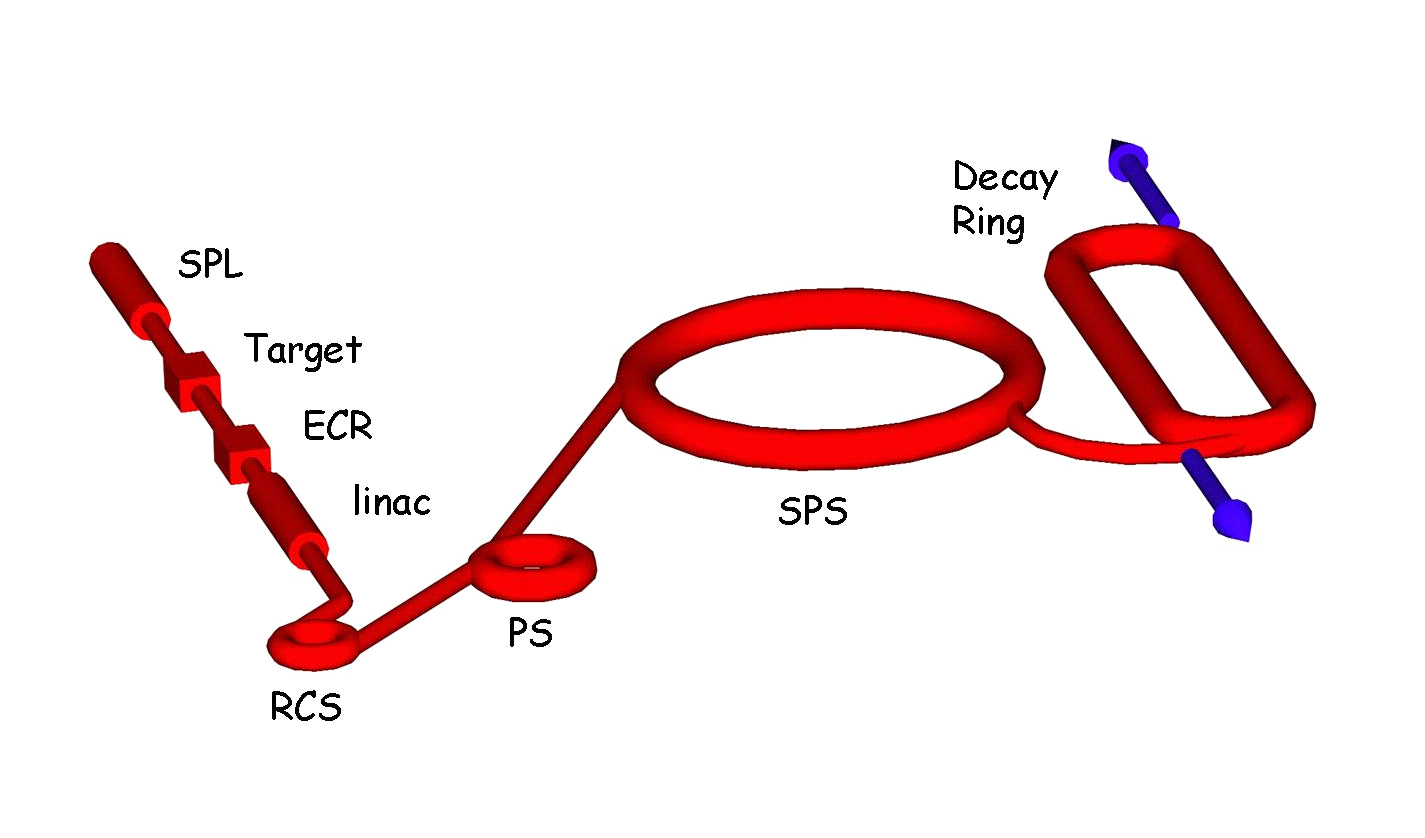 SPL
Target
ECR
linac
RCS
PS
SPS
Decay
Ring